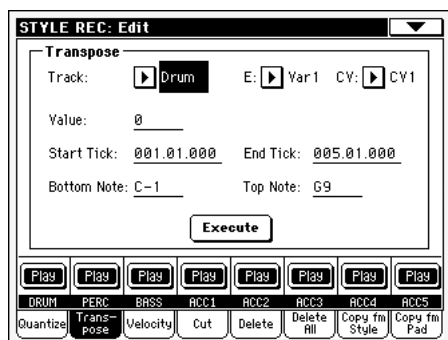 STYLE REC: Edit
Transpose
Track: Drum E: Var1 CV: CV1
Value: 0
Start Tick: 001.01.000 End Tick: 005.01.000
Bottom Note: C-1 Top Note: G9
Execute
Play Play Play Play Play Play Play Play
DRUM PERC BASS ACC1 ACC2 ACC3 ACC4 ACC5
Quantize Trans- Velocity Cut Delete Delete Copy fm Copy fm
pose All Style Pad